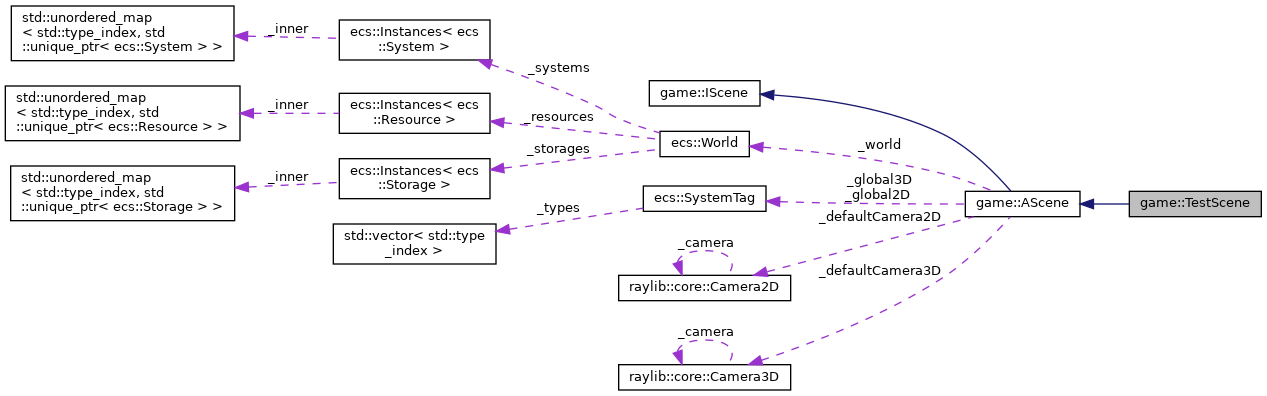 std::unordered_map
< std::type_index, std
::unique_ptr< ecs::System > >
_inner
ecs::Instances< ecs
::System >
_systems
std::unordered_map
< std::type_index, std
::unique_ptr< ecs::Resource > >
_inner
ecs::Instances< ecs
::Resource >
_resources
std::unordered_map
< std::type_index, std
::unique_ptr< ecs::Storage > >
_inner
ecs::Instances< ecs
::Storage >
_storages
std::vector< std::type
_index >
_types
game::IScene
ecs::World
_world
ecs::SystemTag
_global3D
_global2D
_defaultCamera2D
_camera
raylib::core::Camera2D
_defaultCamera3D
_camera
raylib::core::Camera3D
game::AScene
game::TestScene